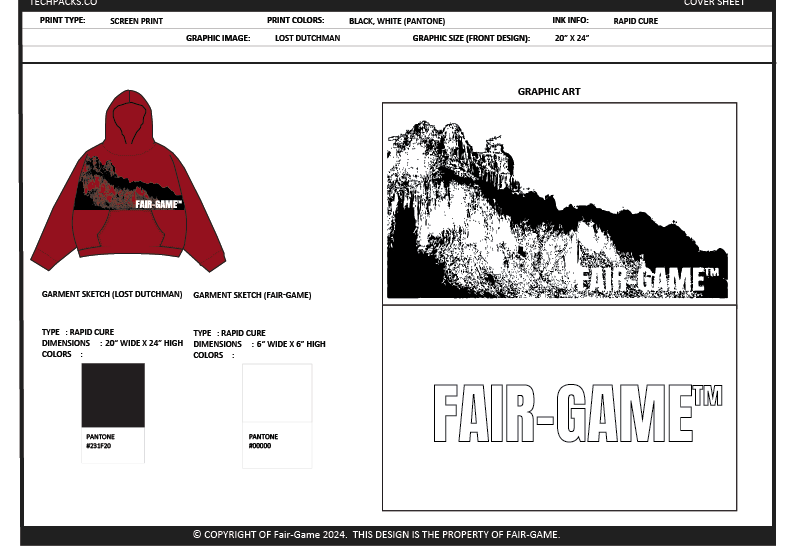 TECHPACKS.CO COVER SHEET
PRINT TYPE: SCREEN PRINT PRINT COLORS: BLACK, WHITE (PANTONE) INK INFO: RAPID CURE
GRAPHIC IMAGE: LOST DUTCHMAN GRAPHIC SIZE (FRONT DESIGN): 20" X 24"
GRAPHIC ART
FAIR-GAME™
FAIR-GAME™
GARMENT SKETCH (LOST DUTCHMAN) GARMENT SKETCH (FAIR-GAME)
TYPE : RAPID CURE
DIMENSIONS : 20" WIDE X 24" HIGH
COLORS :
TYPE : RAPID CURE
DIMENSIONS : 6" WIDE X 6" HIGH
COLORS :
PANTONE
#231F20
PANTONE
#00000
FAIR-GAME™
© COPYRIGHT OF Fair-Game 2024. THIS DESIGN IS THE PROPERTY OF FAIR-GAME.